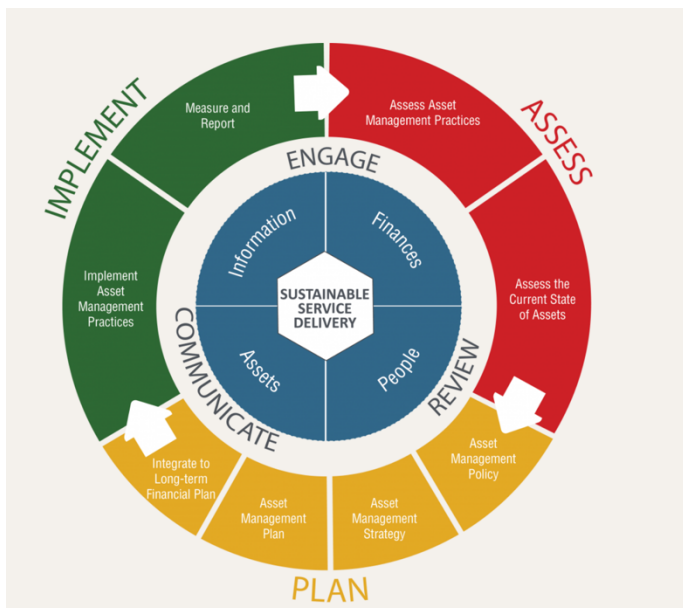 IMPLEMENT
Measure and
Report
Assess Asset
Management Practices
ASSESS
ENGAGE
Information
Finances
Implement
Asset
Management
Practices
SUSTAINABLE
SERVICE
DELIVERY
Assess the
Current State
of Assets
COMMUNICATE
Assets
People
REVIEW
Integrate to
Long-term
Financial Plan
Asset
Management
Plan
Asset
Management
Strategy
Asset
Management
Policy
PLAN